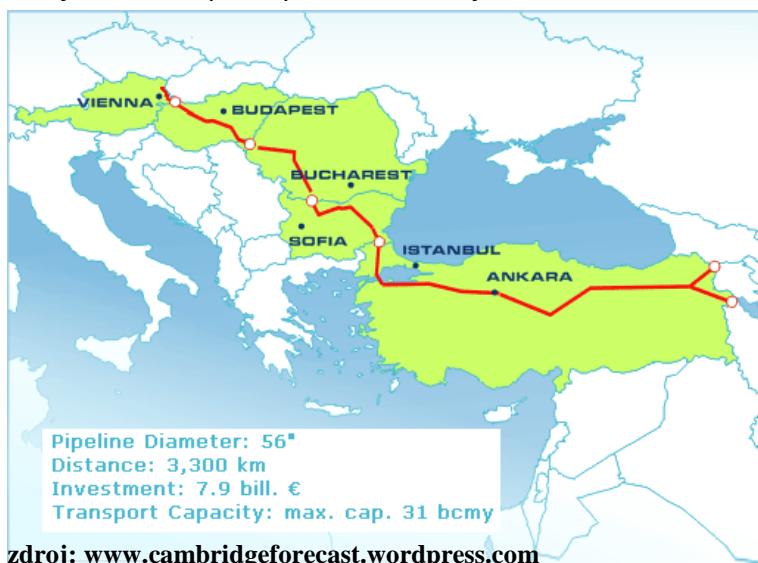 VIENNA
BUDAPEST
BUCHAREST
SOFIA
ISTANBUL
ANKARA
Pipeline Diameter: 56"
Distance: 3,300 km
Investment: 7.9 bill. €
Transport Capacity: max. cap. 31 bcmy
zdroj: www.cambridgeforecast.wordpress.com